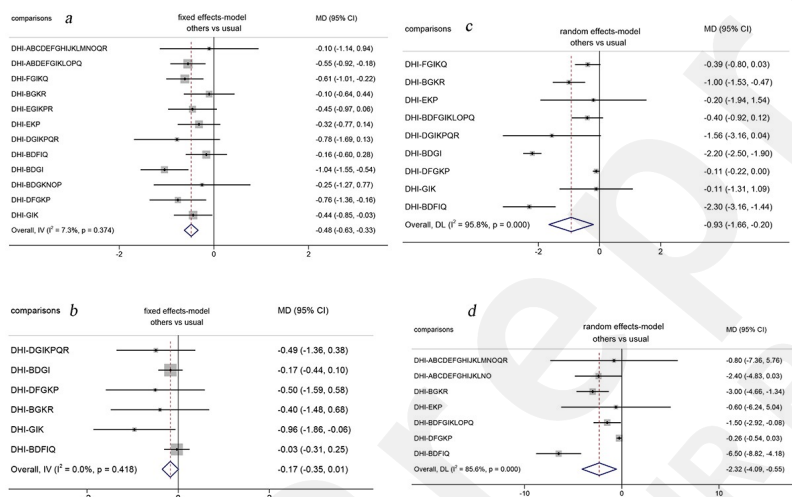 comparisons
a
fixed effects-model
others vs usual
MD (95% CI)
DHI-ABCDEFGHIJKLMNOQR -0.10 (-1.14, 0.94)
DHI-ABDEFGIKLOPQ -0.55 (-0.92, -0.18)
DHI-FGIKQ -0.61 (-1.01, -0.22)
DHI-BGKR -0.10 (-0.64, 0.44)
DHI-EGIKPR -0.45 (-0.97, 0.06)
DHI-EKP -0.32 (-0.77, 0.14)
DHI-DGIKPQR -0.78 (-1.69, 0.13)
DHI-BDFIQ -0.16 (-0.60, 0.28)
DHI-BDGI -1.04 (-1.55, -0.54)
DHI-BDGKNOP -0.25 (-1.27, 0.77)
DHI-DFGKP -0.76 (-1.36, -0.16)
DHI-GIK -0.44 (-0.85, -0.03)
Overall, IV (I² = 7.3%, p = 0.374) -0.48 (-0.63, -0.33)
-2 0 2
comparisons
b
fixed effects-model
others vs usual
MD (95% CI)
DHI-DGIKPQR -0.49 (-1.36, 0.38)
DHI-BDGI -0.17 (-0.44, 0.10)
DHI-DFGKP -0.50 (-1.59, 0.58)
DHI-BGKR -0.40 (-1.48, 0.68)
DHI-GIK -0.96 (-1.86, -0.06)
DHI-BDFIQ -0.03 (-0.31, 0.25)
Overall, IV (I² = 0.0%, p = 0.418) -0.17 (-0.35, 0.01)
comparisons
c
random effects-model
others vs usual
MD (95% CI)
DHI-FGIKQ -0.39 (-0.80, 0.03)
DHI-BGKR -1.00 (-1.53, -0.47)
DHI-EKP -0.20 (-1.94, 1.54)
DHI-BDFGIKLOPQ -0.40 (-0.92, 0.12)
DHI-DGIKPQR -1.56 (-3.16, 0.04)
DHI-BDGI -2.20 (-2.50, -1.90)
DHI-DFGKP -0.11 (-0.22, 0.00)
DHI-GIK -0.11 (-1.31, 1.09)
DHI-BDFIQ -2.30 (-3.16, -1.44)
Overall, DL (I² = 95.8%, p = 0.000) -0.93 (-1.66, -0.20)
-2 0 2
comparisons
d
random effects-model
others vs usual
MD (95% CI)
DHI-ABCDEFGHIJKLMNOQR -0.80 (-7.36, 5.76)
DHI-ABCDEFGHIJKLNO -2.40 (-4.83, 0.03)
DHI-BGKR -3.00 (-4.66, -1.34)
DHI-EKP -0.60 (-6.24, 5.04)
DHI-BDFGIKLOPQ -1.50 (-2.92, -0.08)
DHI-DFGKP -0.26 (-0.54, 0.03)
DHI-BDFIQ -6.50 (-8.82, -4.18)
Overall, DL (I² = 85.6%, p = 0.000) -2.32 (-4.09, -0.55)
-10 0 10